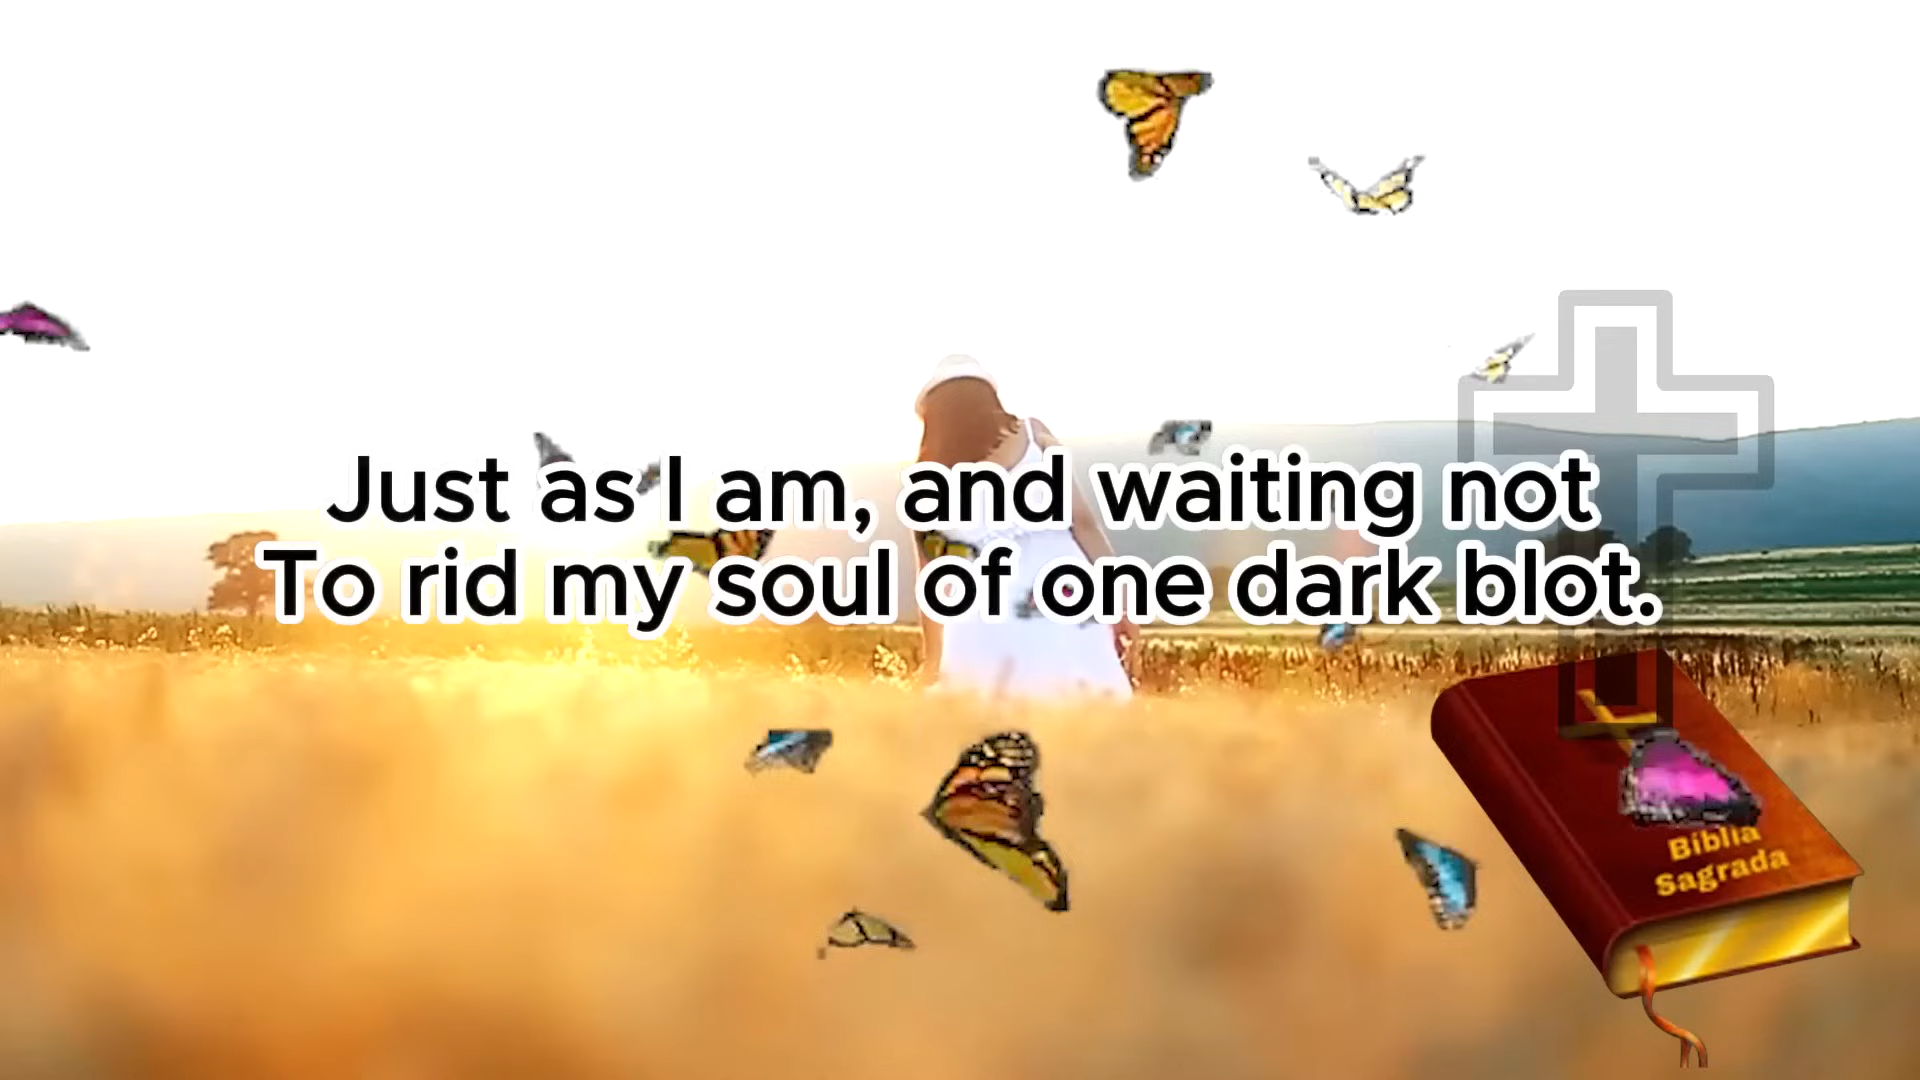 Just as I am, and waiting not
To rid my soul of one dark blot.
Bíblia
Sagrada